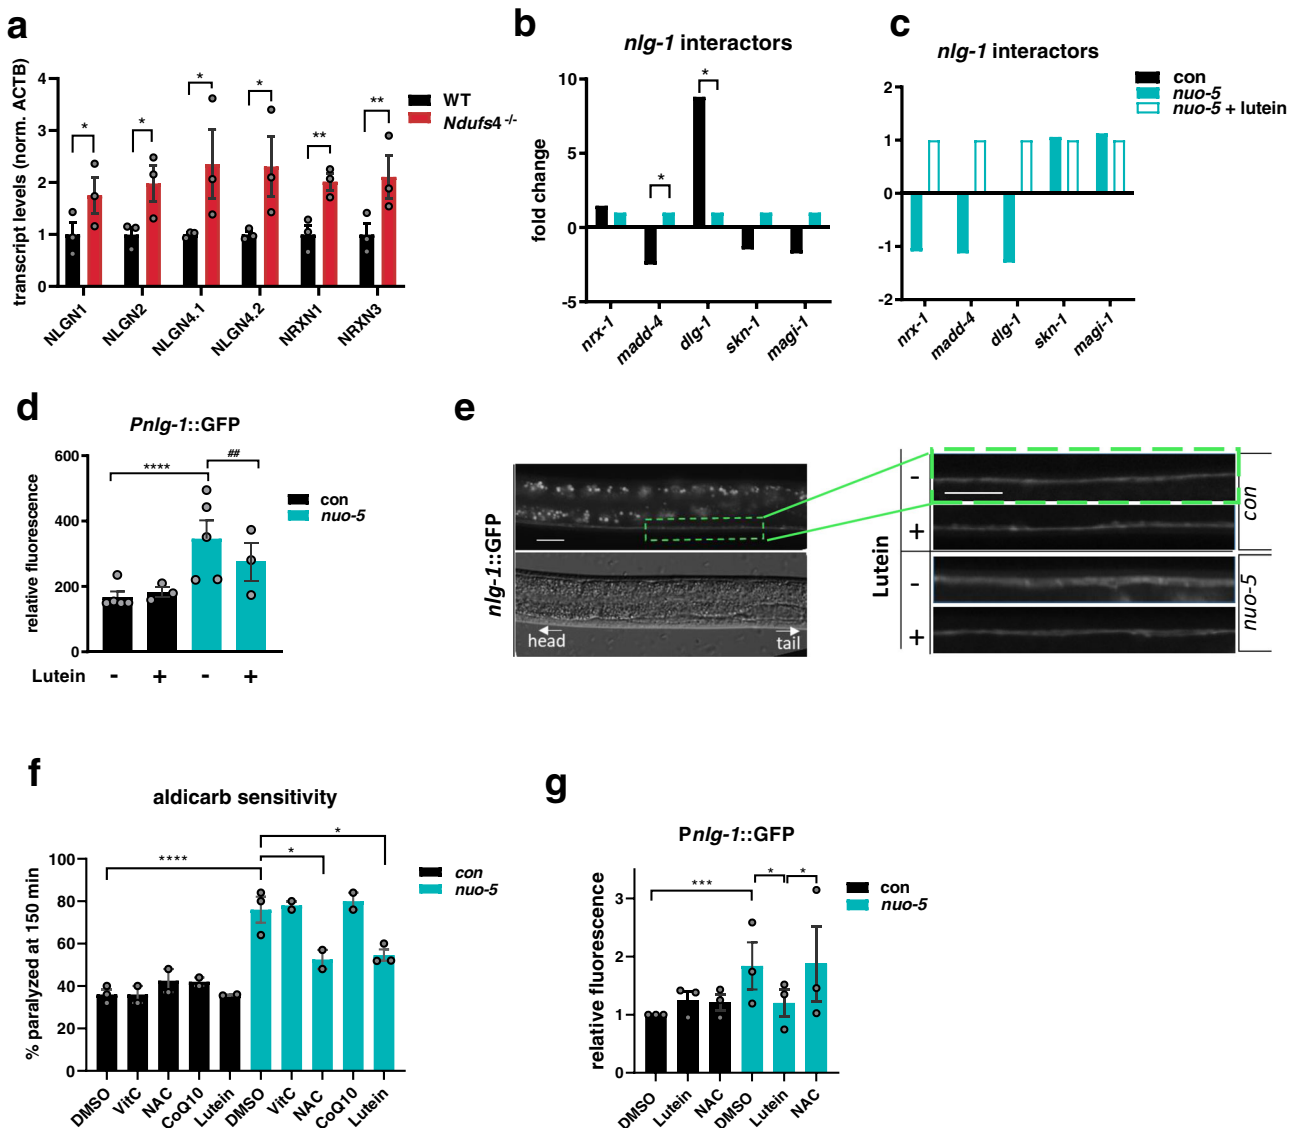 a
transcript levels (norm. ACTB)
4
3
2
1
0
*
*
*
*
**
**
WT
Ndufs4 -/-
NLGN1
NLGN2
NLGN4.1
NLGN4.2
NRXN1
NRXN3
b
nlg-1 interactors
fold change
10
5
0
-5
*
*
nrx-1
madd-4
dlg-1
skn-1
magi-1
c
nlg-1 interactors
2
1
0
-1
-2
con
nuo-5
nuo-5 + lutein
nrx-1
madd-4
dlg-1
skn-1
magi-1
d
Pnlg-1::GFP
relative fluorescence
600
400
200
0
****
##
con
nuo-5
Lutein - + - +
e
nlg-1::GFP
head
tail
Lutein
-
+
-
+
con
nuo-5
f
aldicarb sensitivity
% paralyzed at 150 min
100
80
60
40
20
0
****
*
*
con
nuo-5
DMSO
VitC
NAC
CoQ10
Lutein
DMSO
VitC
NAC
CoQ10
Lutein
g
Pnlg-1::GFP
relative fluorescence
3
2
1
0
***
*
*
con
nuo-5
DMSO
Lutein
NAC
DMSO
Lutein
NAC